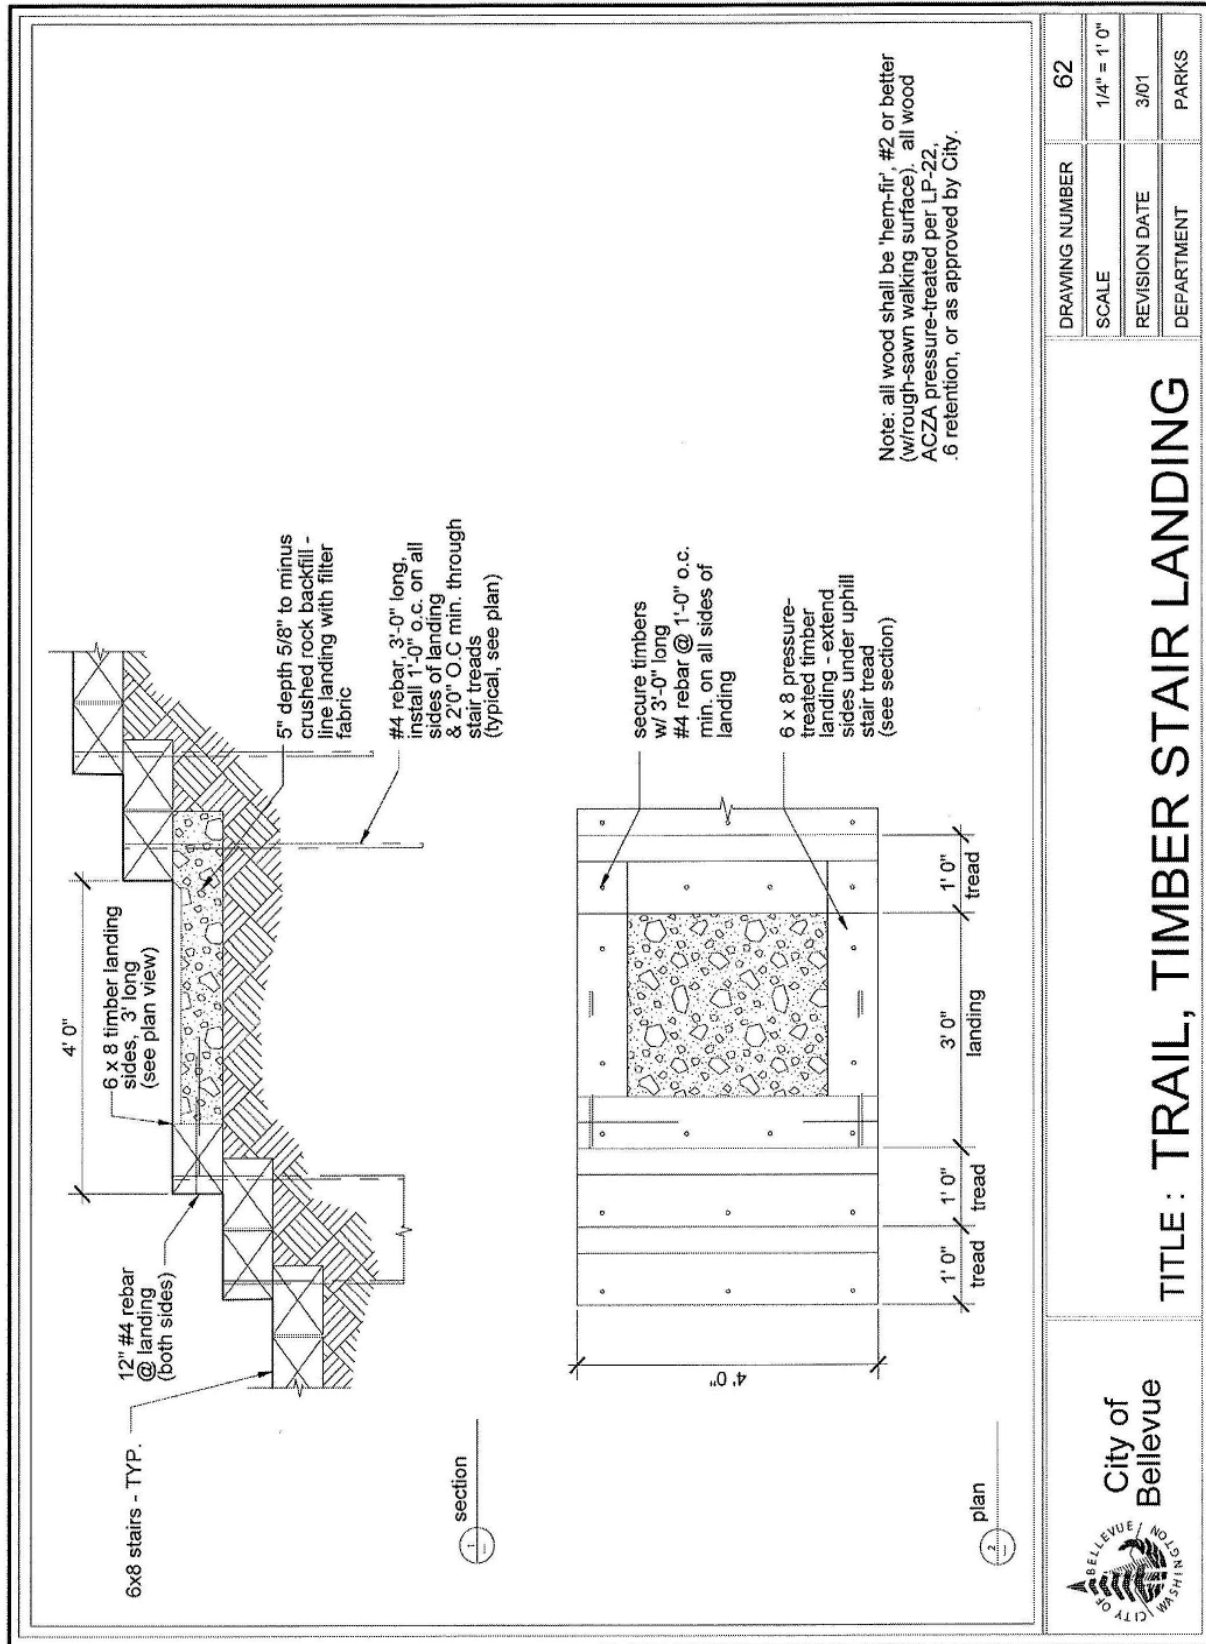 4' 0"
6 x 8 timber landing
sides, 3' long
(see plan view)
12" #4 rebar
@ landing
(both sides)
6x8 stairs - TYP.
5" depth 5/8" to minus
crushed rock backfill -
line landing with filter
fabric
#4 rebar, 3'-0" long,
install 1'-0" o.c. on all
sides of landing
& 2'0" O.C min. through
stair treads
(typical, see plan)
1
section
secure timbers
w/ 3'-0" long
#4 rebar @ 1'-0" o.c.
min. on all sides of
landing
6 x 8 pressure-
treated timber
landing - extend
sides under uphill
stair tread
(see section)
4' 0"
1' 0"
tread
1' 0"
tread
3' 0"
landing
1' 0"
tread
2
plan
Note: all wood shall be 'hem-fir', #2 or better
(w/rough-sawn walking surface). all wood
ACZA pressure-treated per LP-22,
.6 retention, or as approved by City.
CITY OF BELLEVUE
WASHINGTON
City of
Bellevue
TITLE : TRAIL, TIMBER STAIR LANDING
DRAWING NUMBER 62
SCALE 1/4" = 1' 0"
REVISION DATE 3/01
DEPARTMENT PARKS